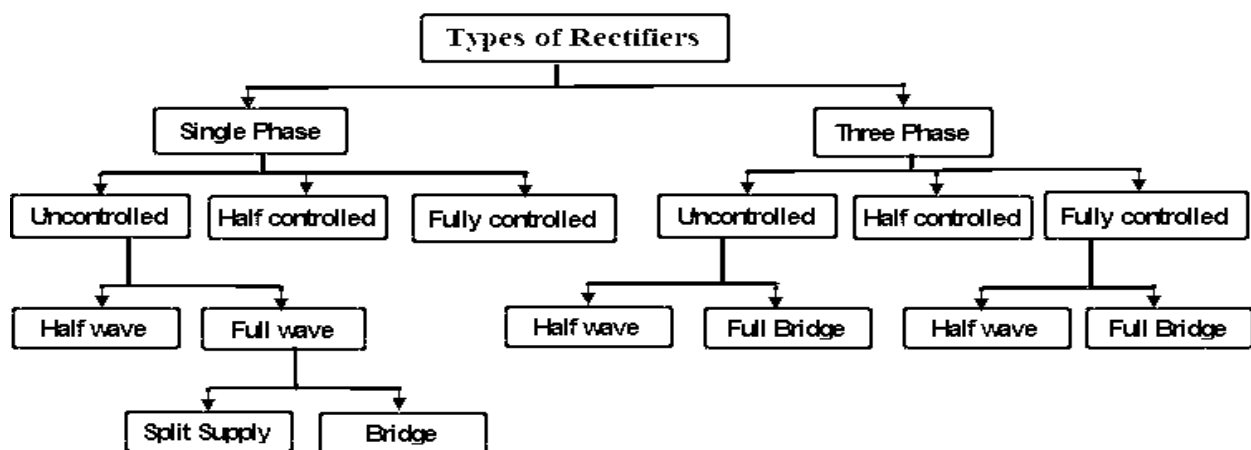 Types of Rectifiers
Single Phase
Three Phase
Uncontrolled
Half controlled
Fully controlled
Uncontrolled
Half controlled
Fully controlled
Half wave
Full wave
Half wave
Full Bridge
Half wave
Full Bridge
Split Supply
Bridge